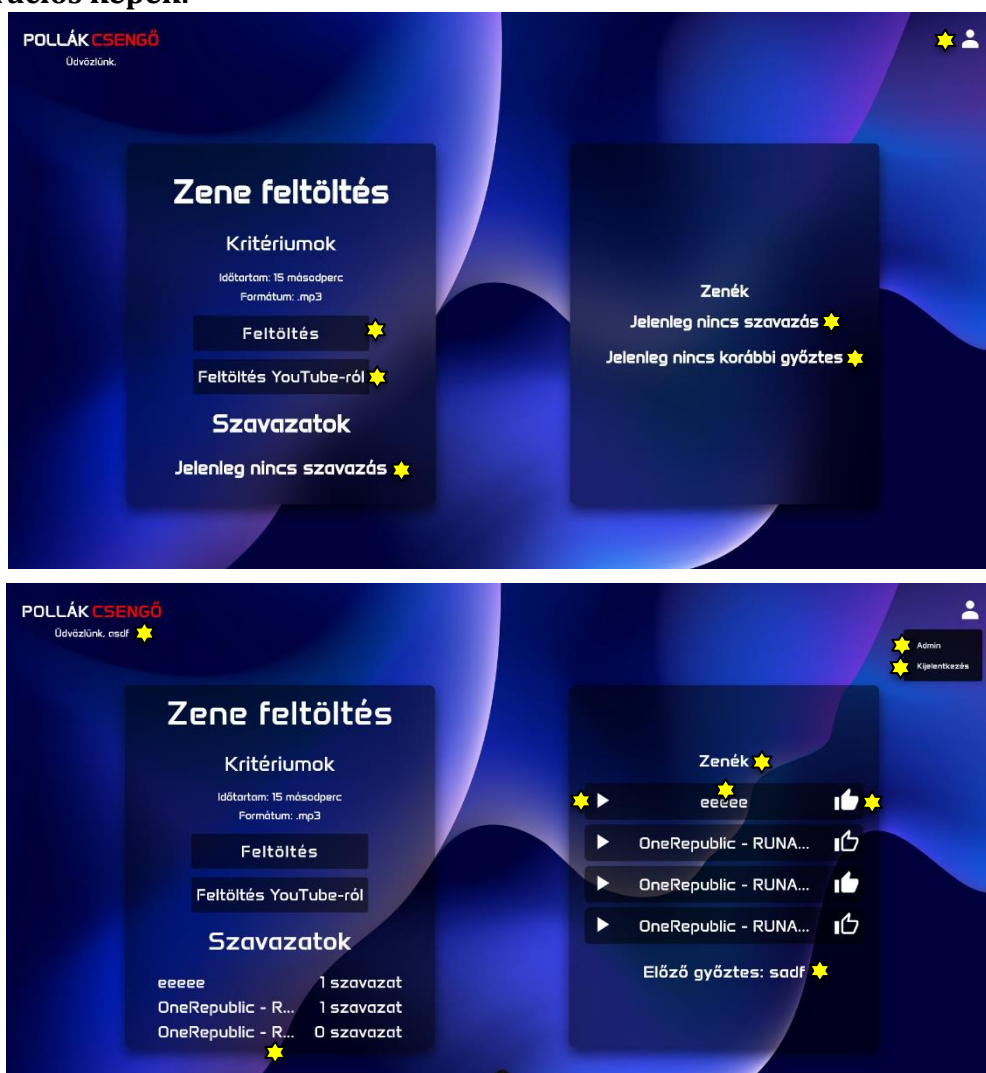 POLLÁK CSENGŐ
Üdvözlünk,
Zene feltöltés
Kritériumok
Időtartam: 15 másodperc
Formátum: .mp3
Feltöltés
Feltöltés YouTube-ról
Szavazatok
Jelenleg nincs szavazás
Zenék
Jelenleg nincs szavazás
Jelenleg nincs korábbi győztes
POLLÁK CSENGŐ
Üdvözlünk, asdf
Admin
Kijelentkezés
Zene feltöltés
Kritériumok
Időtartam: 15 másodperc
Formátum: .mp3
Feltöltés
Feltöltés YouTube-ról
Szavazatok
eeeee 1 szavazat
OneRepublic - R... 1 szavazat
OneRepublic - R... 0 szavazat
Zenék
eeeee
OneRepublic - RUNA...
OneRepublic - RUNA...
OneRepublic - RUNA...
Előző győztes: sadf